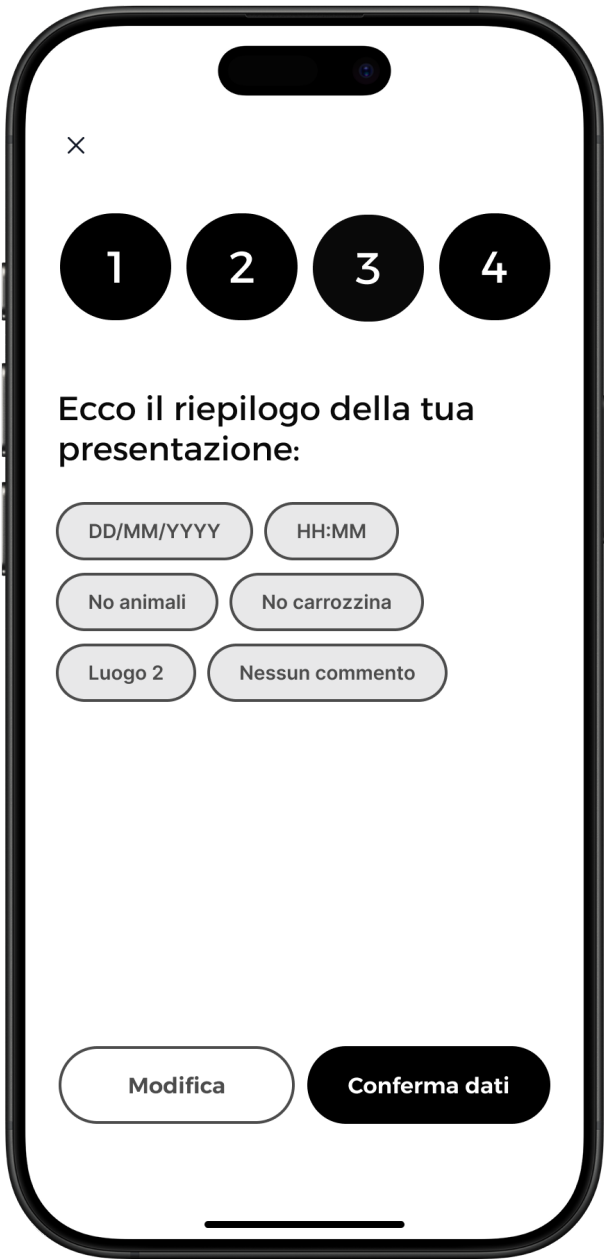 1 2 3 4
Ecco il riepilogo della tua
presentazione:
DD/MM/YYYY HH:MM
No animali No carrozzina
Luogo 2 Nessun commento
Modifica Conferma dati